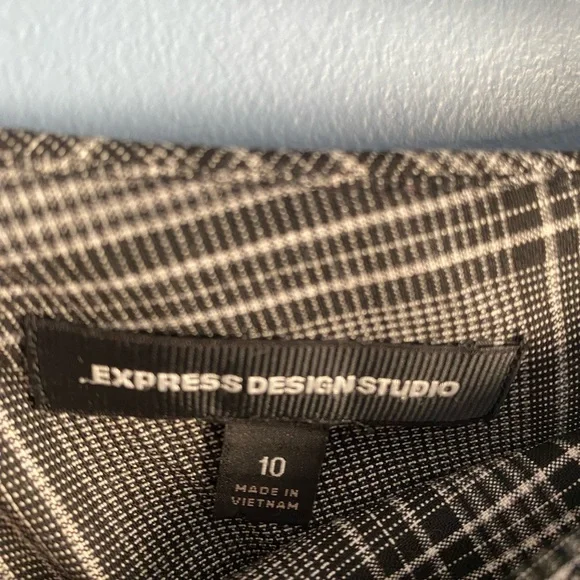 EXPRESS DESIGN STUDIO
10
MADE IN
VIETNAM